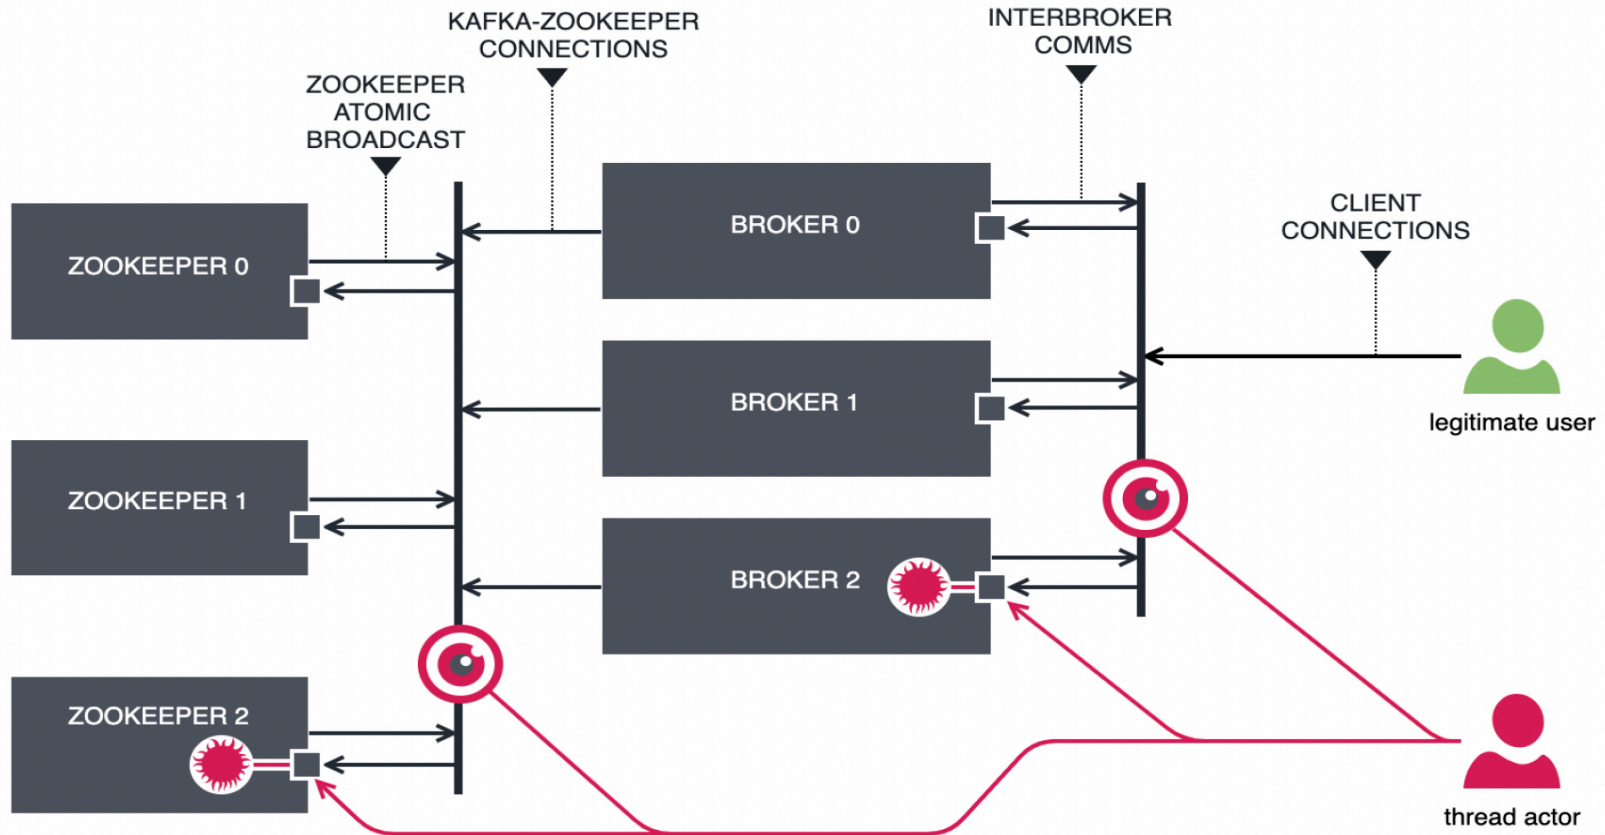 KAFKA-ZOOKEEPER
CONNECTIONS
INTERBROKER
COMMS
ZOOKEEPER
ATOMIC
BROADCAST
CLIENT
CONNECTIONS
ZOOKEEPER 0
BROKER 0
BROKER 1
legitimate user
ZOOKEEPER 1
BROKER 2
ZOOKEEPER 2
thread actor